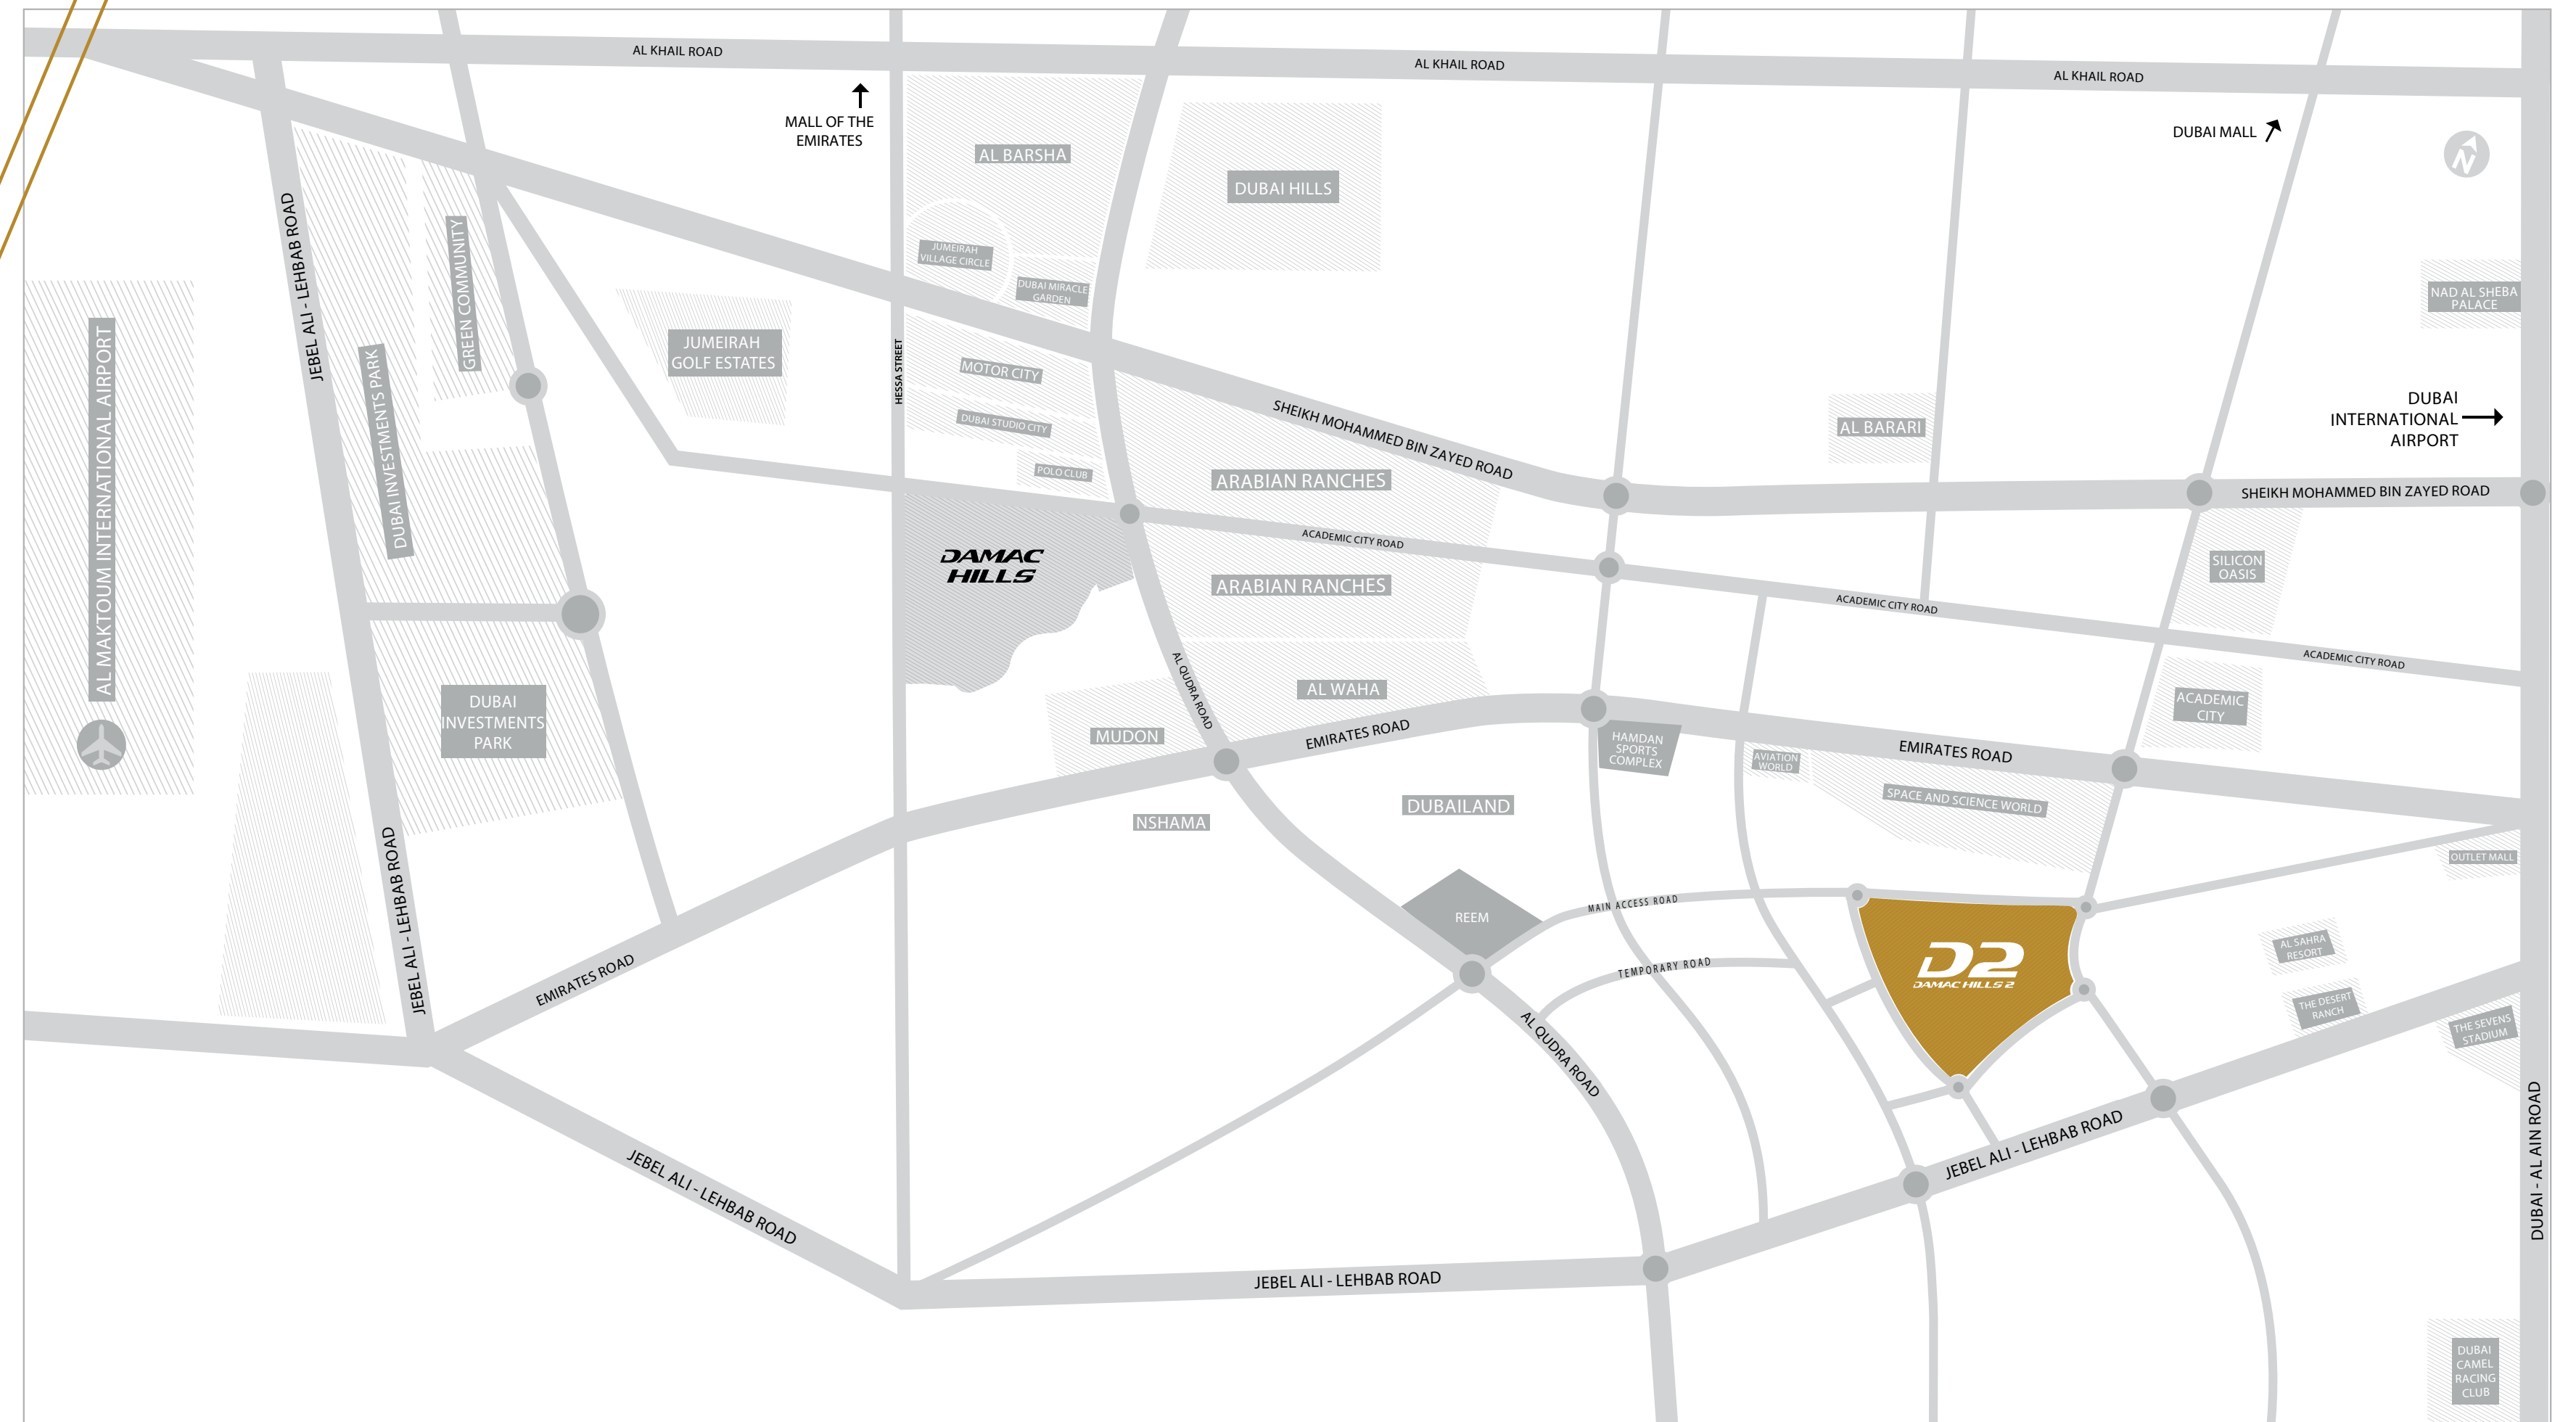 AL KHAIL ROAD
AL KHAIL ROAD
AL KHAIL ROAD
MALL OF THE
EMIRATES
DUBAI MALL
N
AL BARSHA
DUBAI HILLS
JEBEL ALI - LEHBAB ROAD
GREEN COMMUNITY
JUMEIRAH
VILLAGE CIRCLE
DUBAI MIRACLE
GARDEN
NAD AL SHEBA
PALACE
AL MAKTOUM INTERNATIONAL AIRPORT
DUBAI INVESTMENTS PARK
JUMEIRAH
GOLF ESTATES
HESSA STREET
MOTOR CITY
DUBAI STUDIO CITY
POLO CLUB
SHEIKH MOHAMMED BIN ZAYED ROAD
AL BARARI
DUBAI
INTERNATIONAL
AIRPORT
ARABIAN RANCHES
SHEIKH MOHAMMED BIN ZAYED ROAD
ACADEMIC CITY ROAD
DAMAC
HILLS
ARABIAN RANCHES
SILICON
OASIS
ACADEMIC CITY ROAD
ACADEMIC CITY ROAD
AL QUDRA ROAD
AL WAHA
ACADEMIC
CITY
DUBAI
INVESTMENTS
PARK
MUDON
EMIRATES ROAD
HAMDAN
SPORTS
COMPLEX
AVIATION
WORLD
EMIRATES ROAD
SPACE AND SCIENCE WORLD
NSHAMA
DUBAILAND
OUTLET MALL
JEBEL ALI - LEHBAB ROAD
REEM
MAIN ACCESS ROAD
TEMPORARY ROAD
D2
DAMAC HILLS 2
AL SAHRA
RESORT
THE DESERT
RANCH
THE SEVENS
STADIUM
EMIRATES ROAD
AL QUDRA ROAD
JEBEL ALI - LEHBAB ROAD
JEBEL ALI - LEHBAB ROAD
DUBAI - AL AIN ROAD
JEBEL ALI - LEHBAB ROAD
DUBAI
CAMEL
RACING
CLUB